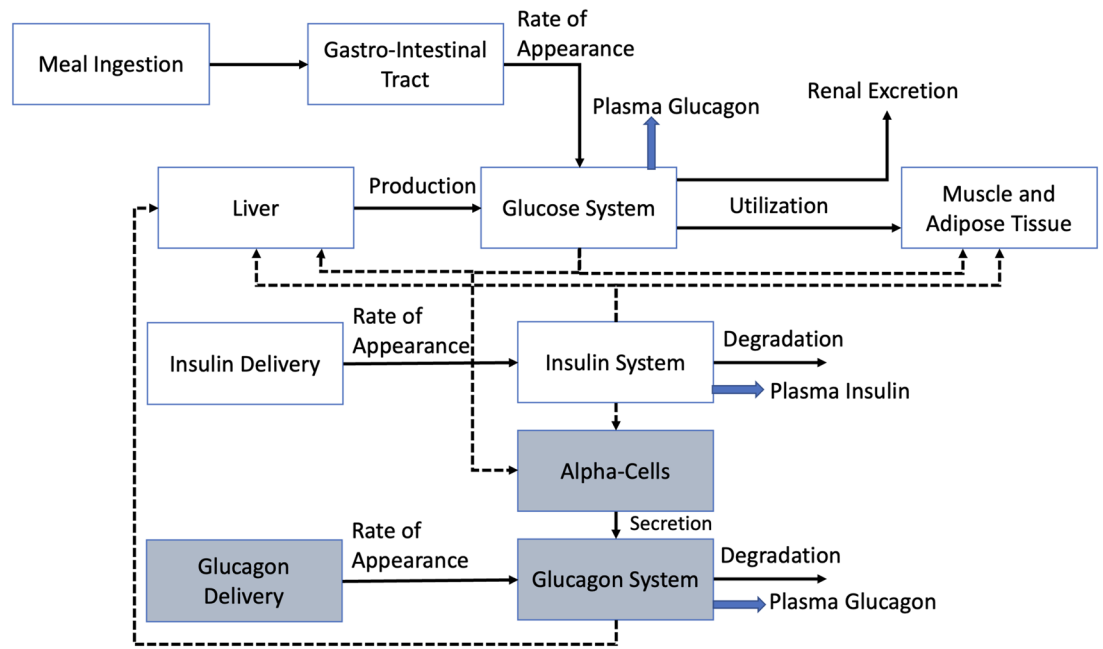 Meal Ingestion
Gastro-Intestinal
Tract
Rate of
Appearance
Plasma Glucagon
Renal Excretion
Liver
Production
Glucose System
Utilization
Muscle and
Adipose Tissue
Insulin Delivery
Rate of
Appearance
Insulin System
Degradation
Plasma Insulin
Alpha-Cells
Secretion
Glucagon
Delivery
Rate of
Appearance
Glucagon System
Degradation
Plasma Glucagon